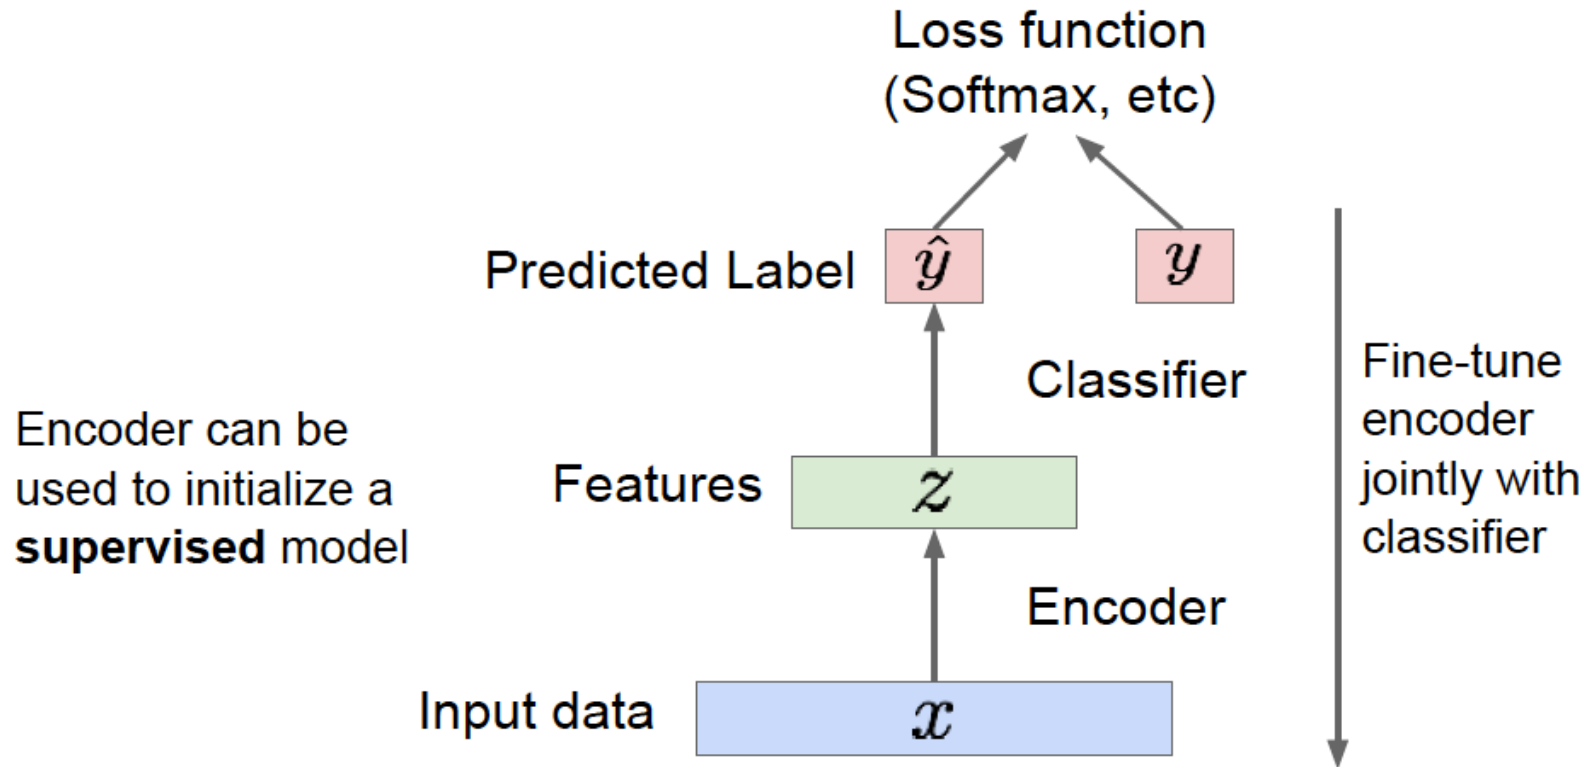 Loss function
(Softmax, etc)
Predicted Label
ŷ
y
Classifier
Fine-tune
encoder
jointly with
classifier
Encoder can be
used to initialize a
supervised model
Features
z
Encoder
Input data
x